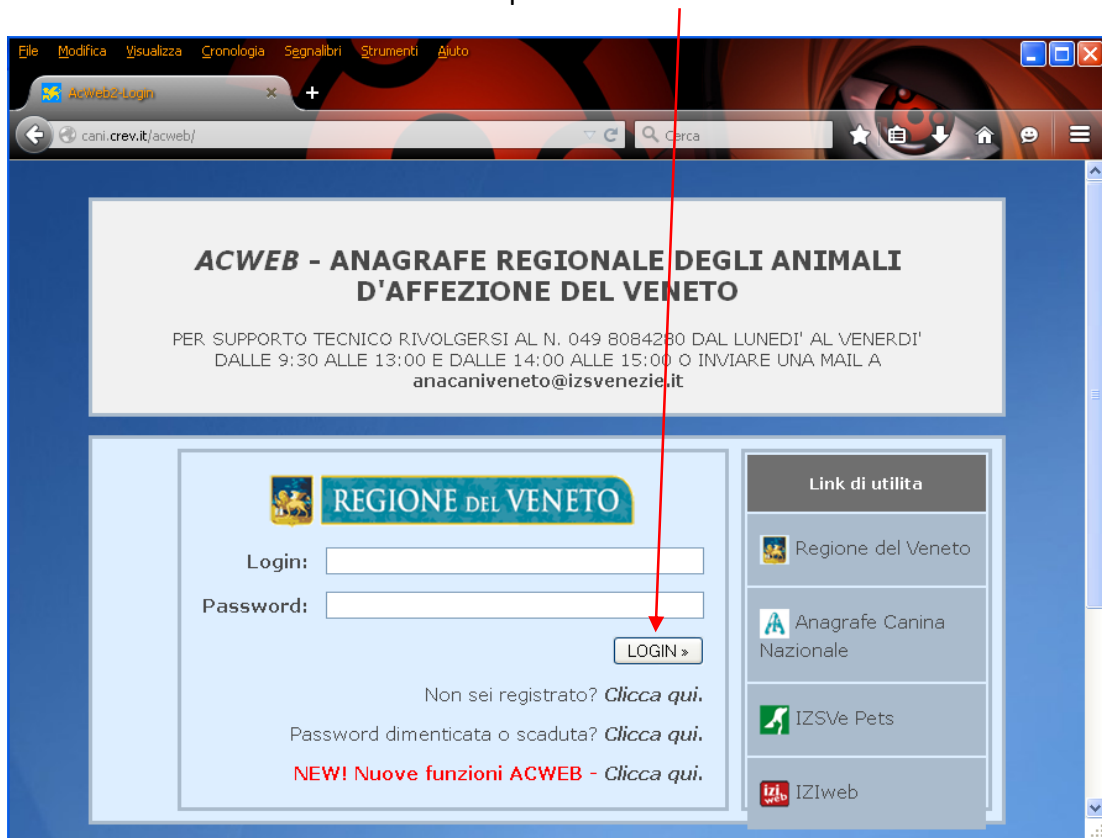 File Modifica Visualizza Cronologia Segnalibri Strumenti Aiuto
AcWeb2-Login
cani.crev.it/acweb/
Cerca
ACWEB - ANAGRAFE REGIONALE DEGLI ANIMALI
D'AFFEZIONE DEL VENETO
PER SUPPORTO TECNICO RIVOLGERSI AL N. 049 8084280 DAL LUNEDI' AL VENERDI'
DALLE 9:30 ALLE 13:00 E DALLE 14:00 ALLE 15:00 O INVIARE UNA MAIL A
anacaniveneto@izsvenezie.it
REGIONE DEL VENETO
Login:
Password:
LOGIN »
Non sei registrato? Clicca qui.
Password dimenticata o scaduta? Clicca qui.
NEW! Nuove funzioni ACWEB - Clicca qui.
Link di utilita
Regione del Veneto
Anagrafe Canina
Nazionale
IZSVe Pets
izi
web
IZIweb